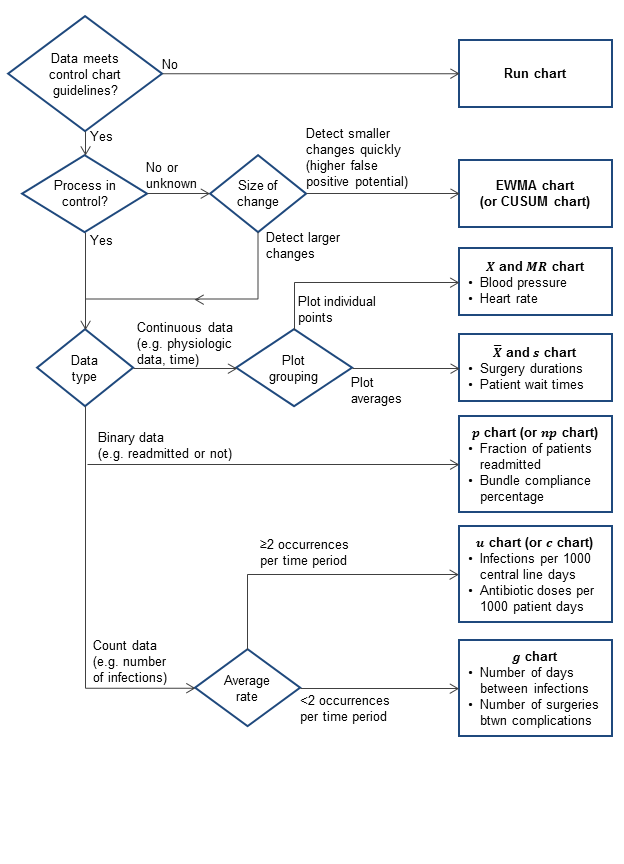 Data meets
control chart
guidelines?
No
Run chart
Yes
Process in
control?
No or
unknown
Size of
change
Detect smaller
changes quickly
(higher false
positive potential)
EWMA chart
(or CUSUM chart)
Yes
Detect larger
changes
X and MR chart
• Blood pressure
• Heart rate
Data
type
Continuous data
(e.g. physiologic
data, time)
Plot
grouping
Plot individual
points
Plot
averages
X̅ and s chart
• Surgery durations
• Patient wait times
Binary data
(e.g. readmitted or not)
p chart (or np chart)
• Fraction of patients
readmitted
• Bundle compliance
percentage
≥2 occurrences
per time period
u chart (or c chart)
• Infections per 1000
central line days
• Antibiotic doses per
1000 patient days
Count data
(e.g. number
of infections)
Average
rate
<2 occurrences
per time period
g chart
• Number of days
between infections
• Number of surgeries
btwn complications